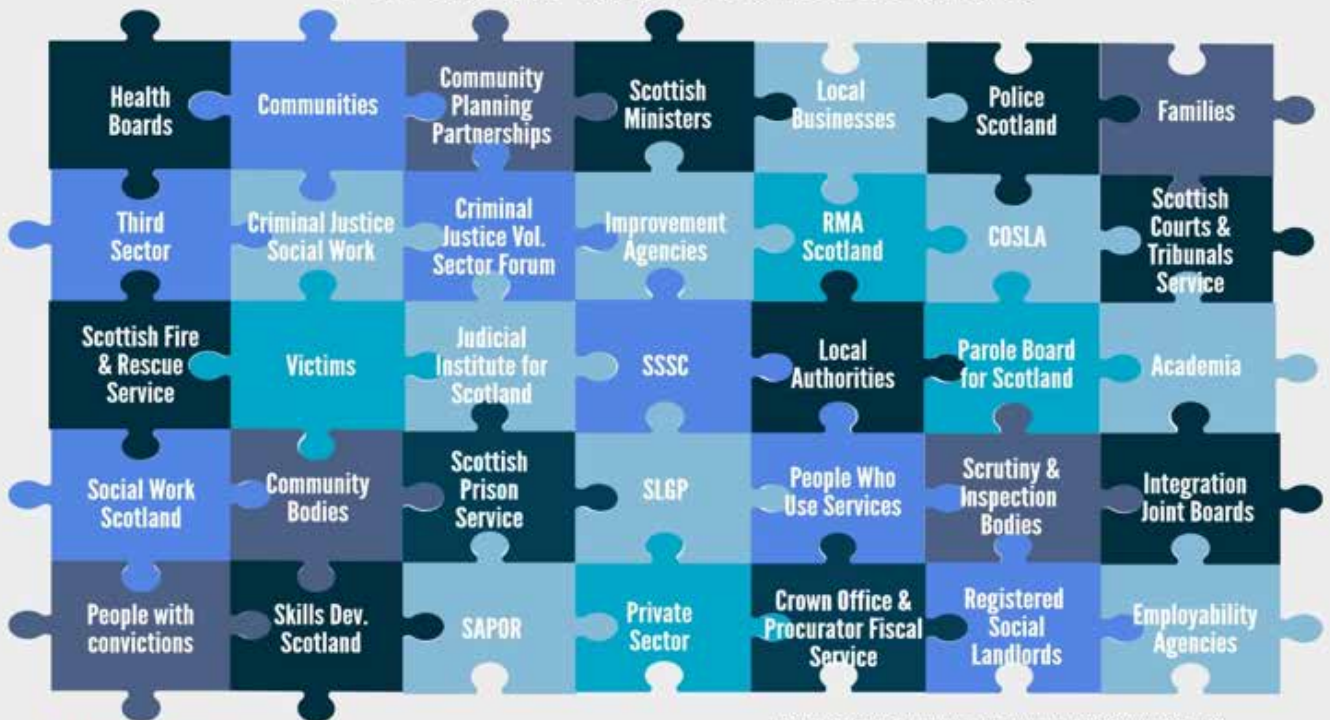 Health
Boards
Communities
Community
Planning
Partnerships
Scottish
Ministers
Local
Businesses
Police
Scotland
Families
Third
Sector
Criminal Justice
Social Work
Criminal
Justice Vol.
Sector Forum
Improvement
Agencies
RMA
Scotland
COSLA
Scottish
Courts &
Tribunals
Service
Scottish Fire
& Rescue
Service
Victims
Judicial
Institute for
Scotland
SSSC
Local
Authorities
Parole Board
for Scotland
Academia
Social Work
Scotland
Community
Bodies
Scottish
Prison
Service
SLGP
People Who
Use Services
Scrutiny &
Inspection
Bodies
Integration
Joint Boards
People with
convictions
Skills Dev.
Scotland
SAPOR
Private
Sector
Crown Office &
Procurator Fiscal
Service
Registered
Social
Landlords
Employability
Agencies